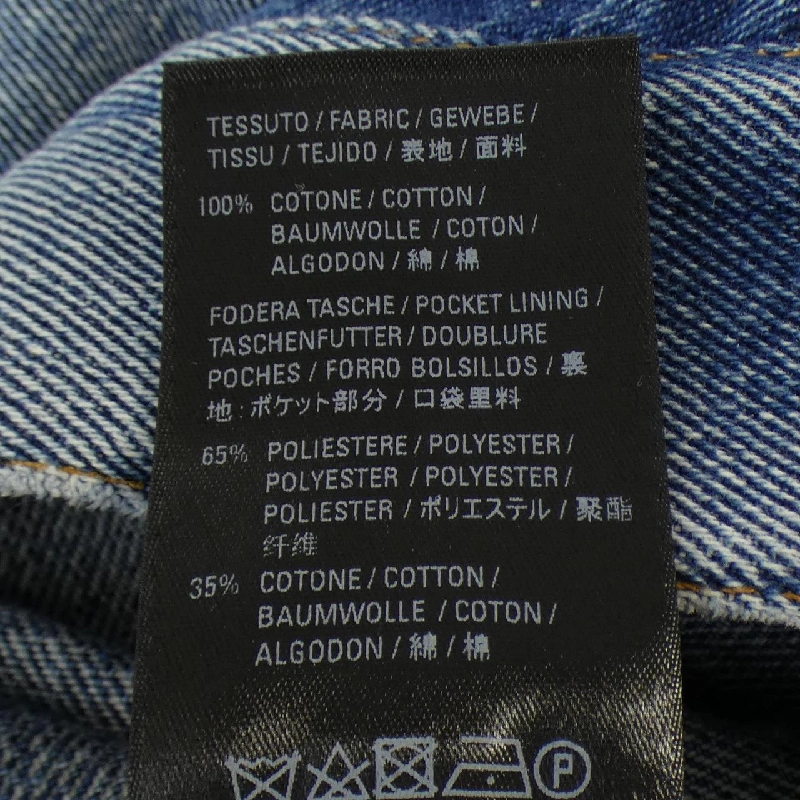 TESSUTO / FABRIC / GEWEBE /
TISSU / TEJIDO / 表地 / 面料
100% COTONE / COTTON /
BAUMWOLLE / COTON /
ALGODON / 綿 / 棉
FODERA TASCHE / POCKET LINING /
TASCHENFUTTER / DOUBLURE
POCHES / FORRO BOLSILLOS / 裏
地:ポケット部分 / 口袋里料
65% POLIESTERE / POLYESTER /
POLYESTER / POLYESTER /
POLIESTER / ポリエステル / 聚酯
纤维
35% COTONE / COTTON /
BAUMWOLLE / COTON /
ALGODON / 綿 / 棉
P